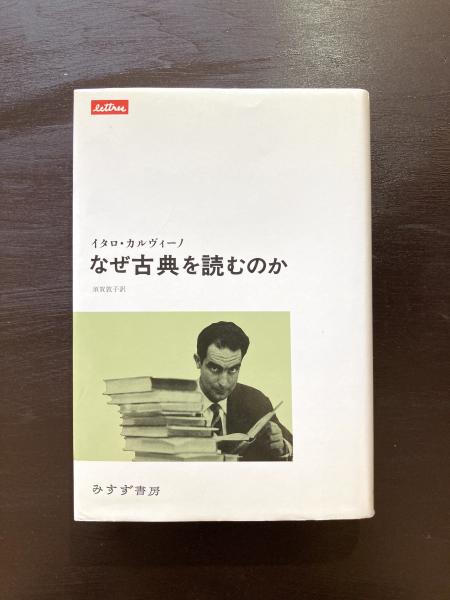 lettres
イタロ・カルヴィーノ
なぜ古典を読むのか
須賀敦子訳
みすず書房